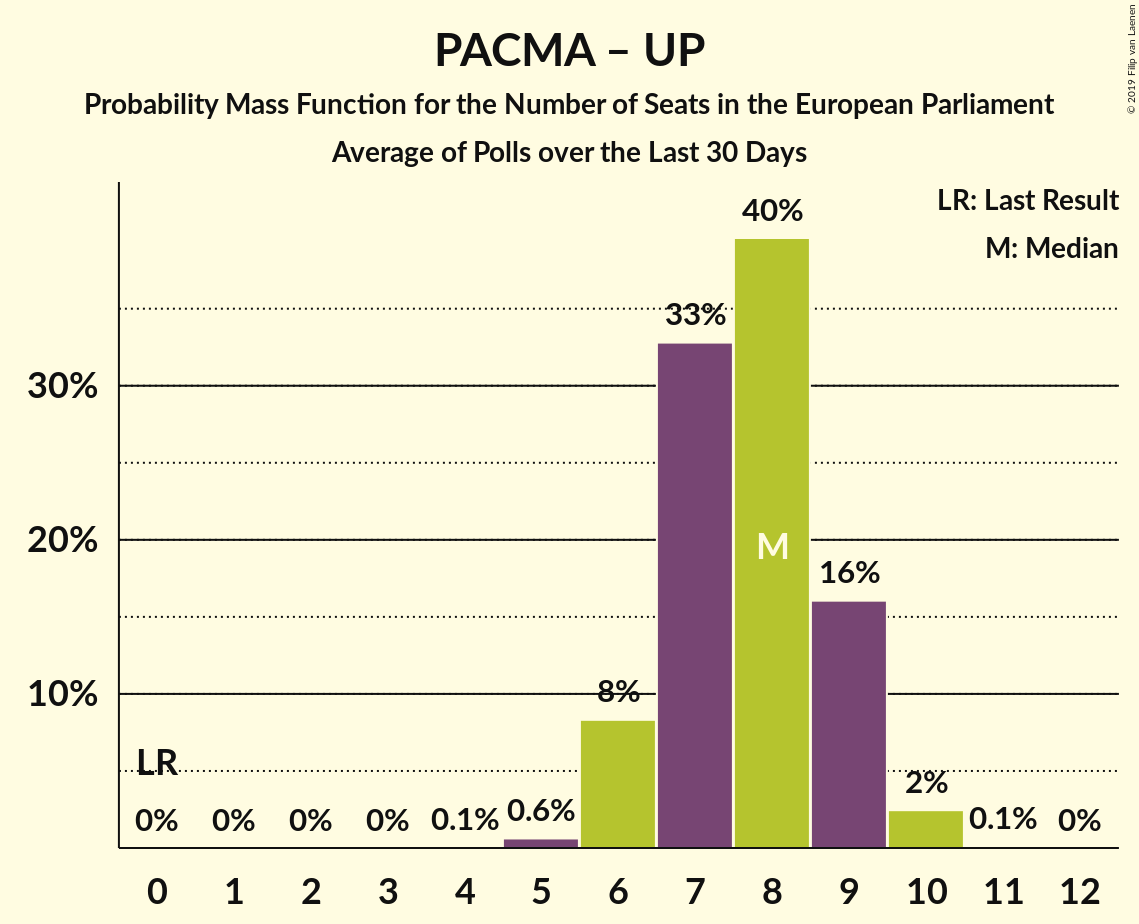 PACMA – UP
Probability Mass Function for the Number of Seats in the European Parliament
Average of Polls over the Last 30 Days
© 2019 Filip van Laenen
LR: Last Result
M: Median
40%
33%
30%
20%
M
16%
10%
8%
LR
2%
0% 0% 0% 0% 0.1% 0.6% 0.1% 0%
0 1 2 3 4 5 6 7 8 9 10 11 12